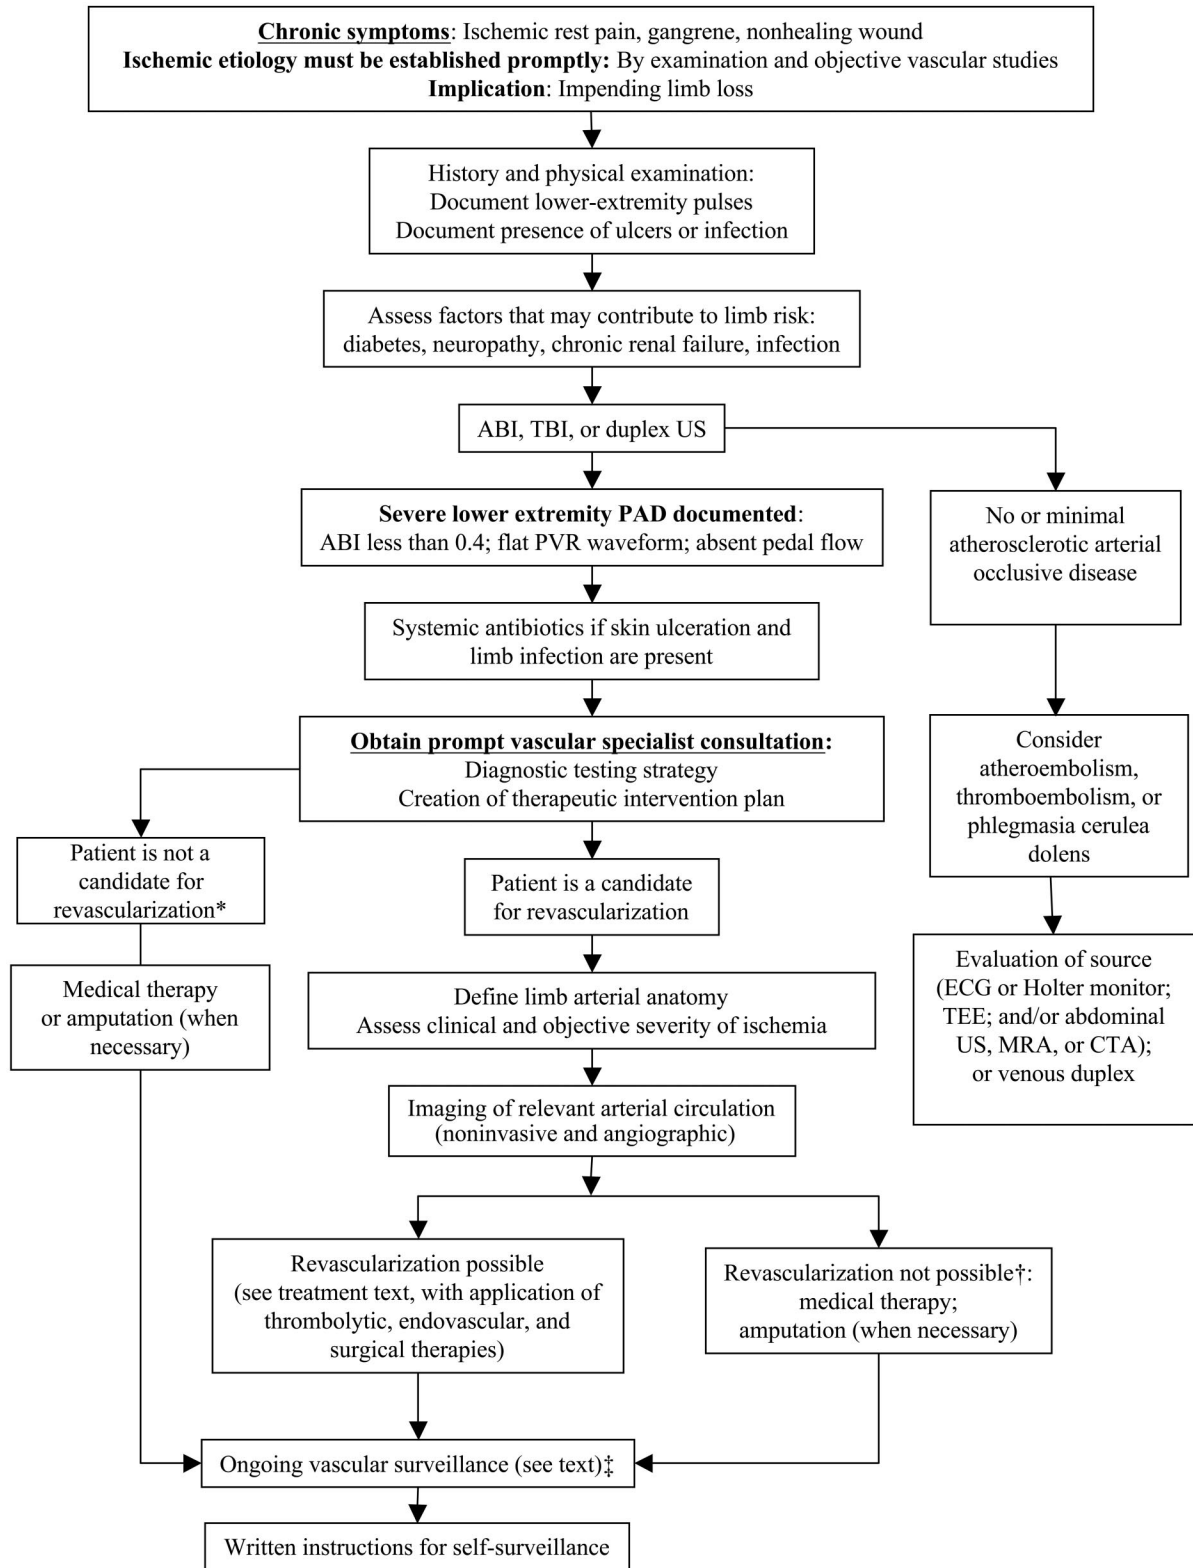 Chronic symptoms: Ischemic rest pain, gangrene, nonhealing wound
Ischemic etiology must be established promptly: By examination and objective vascular studies
Implication: Impending limb loss
History and physical examination:
Document lower-extremity pulses
Document presence of ulcers or infection
Assess factors that may contribute to limb risk:
diabetes, neuropathy, chronic renal failure, infection
ABI, TBI, or duplex US
Severe lower extremity PAD documented:
ABI less than 0.4; flat PVR waveform; absent pedal flow
No or minimal
atherosclerotic arterial
occlusive disease
Systemic antibiotics if skin ulceration and
limb infection are present
Obtain prompt vascular specialist consultation:
Diagnostic testing strategy
Creation of therapeutic intervention plan
Consider
atheroembolism,
thromboembolism, or
phlegmasia cerulea
dolens
Patient is not a
candidate for
revascularization*
Patient is a candidate
for revascularization
Medical therapy
or amputation (when
necessary)
Define limb arterial anatomy
Assess clinical and objective severity of ischemia
Evaluation of source
(ECG or Holter monitor;
TEE; and/or abdominal
US, MRA, or CTA);
or venous duplex
Imaging of relevant arterial circulation
(noninvasive and angiographic)
Revascularization possible
(see treatment text, with application of
thrombolytic, endovascular, and
surgical therapies)
Revascularization not possible†:
medical therapy;
amputation (when necessary)
Ongoing vascular surveillance (see text)‡
Written instructions for self-surveillance